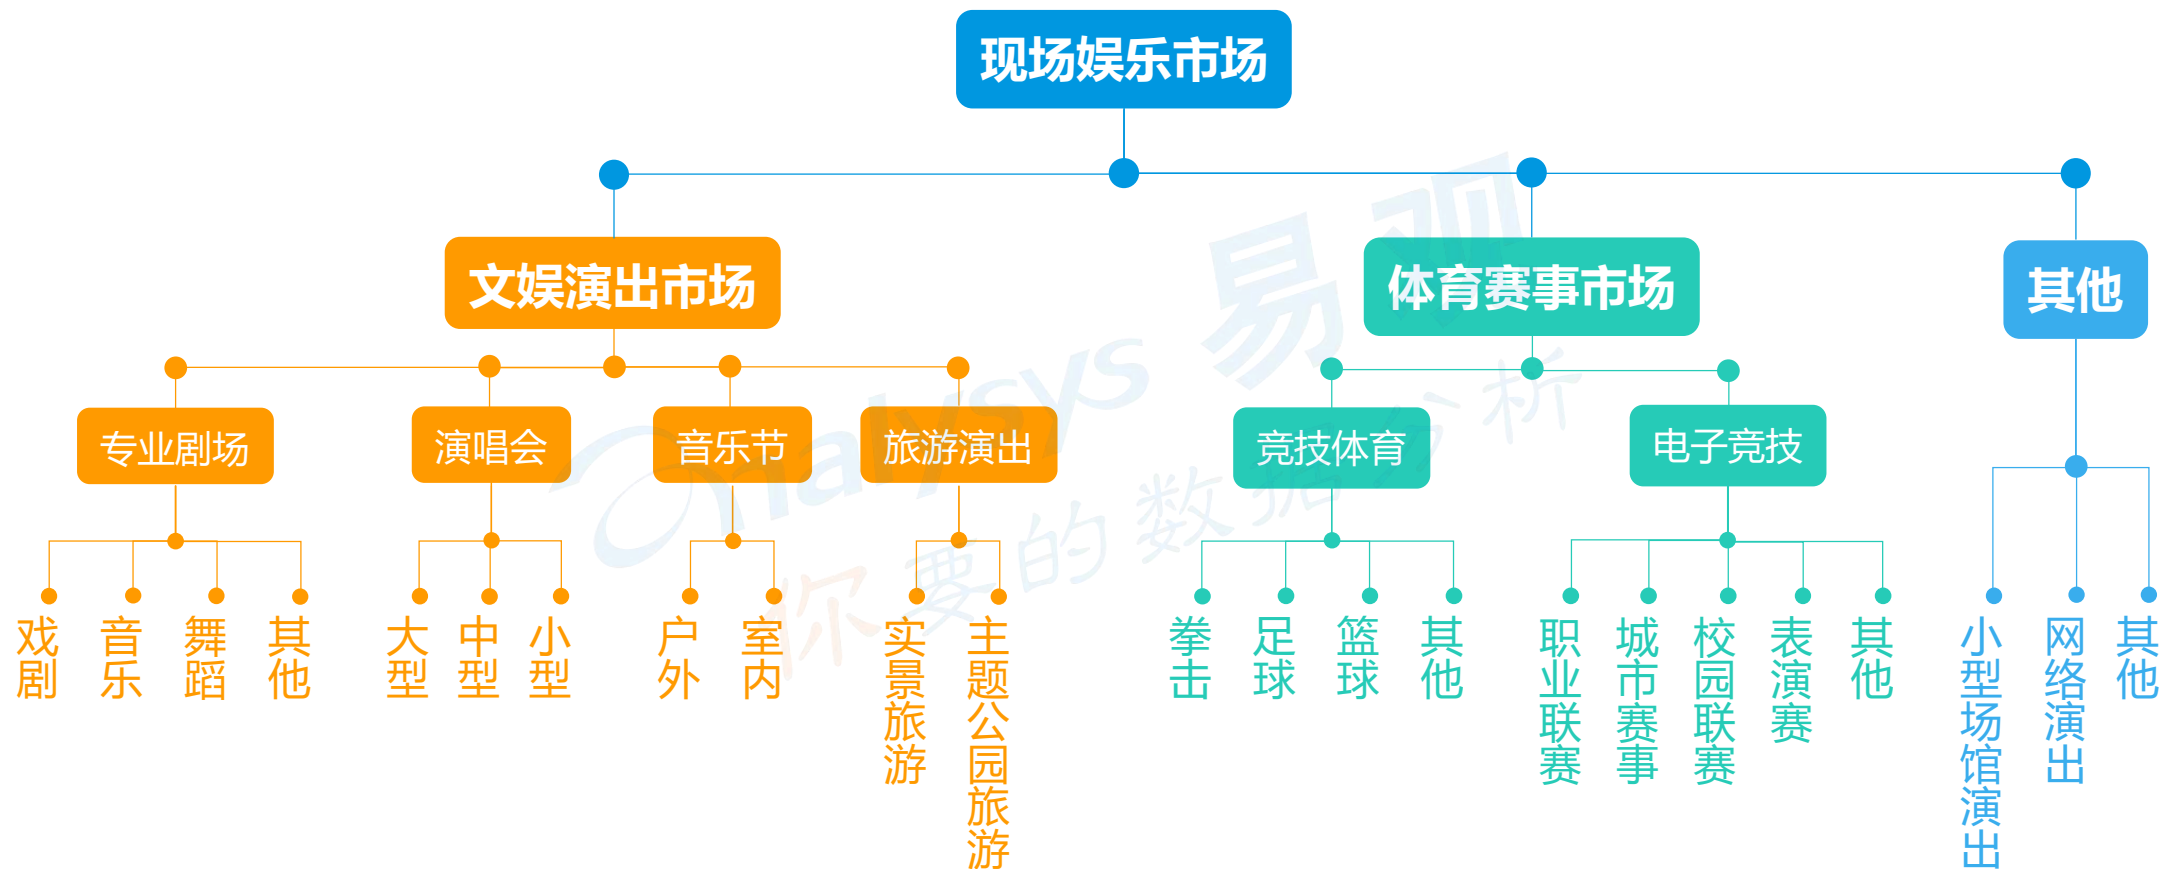 现场娱乐市场
文娱演出市场
体育赛事市场
其他
专业剧场
演唱会
音乐节
旅游演出
竞技体育
电子竞技
戏剧
音乐
舞蹈
其他
大型
中型
小型
户外
室内
实景旅游
主题公园旅游
拳击
足球
篮球
其他
职业联赛
城市赛事
校园联赛
表演赛
其他
小型场馆演出
网络演出
其他
analysys 易观
你要的数据分析